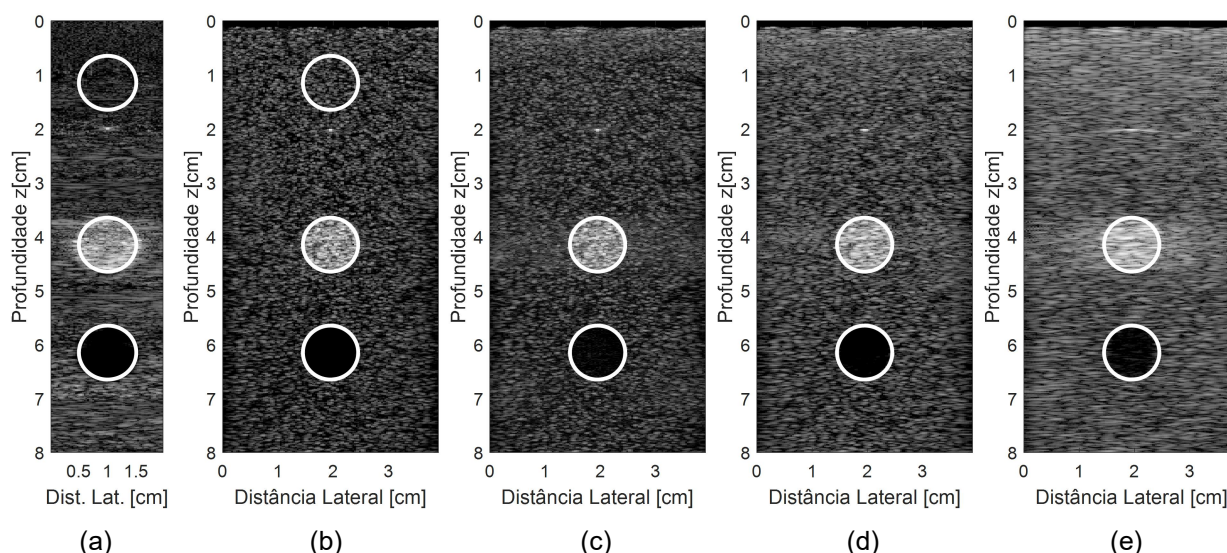 0
1
2
3
4
5
6
7
8
Profundidade z[cm]
0.5 1 1.5
Dist. Lat. [cm]
(a)
0
1
2
3
4
5
6
7
8
Profundidade z[cm]
0 1 2 3
Distância Lateral [cm]
(b)
0
1
2
3
4
5
6
7
8
Profundidade z[cm]
0 1 2 3
Distância Lateral [cm]
(c)
0
1
2
3
4
5
6
7
8
Profundidade z[cm]
0 1 2 3
Distância Lateral [cm]
(d)
0
1
2
3
4
5
6
7
8
Profundidade z[cm]
0 1 2 3
Distância Lateral [cm]
(e)